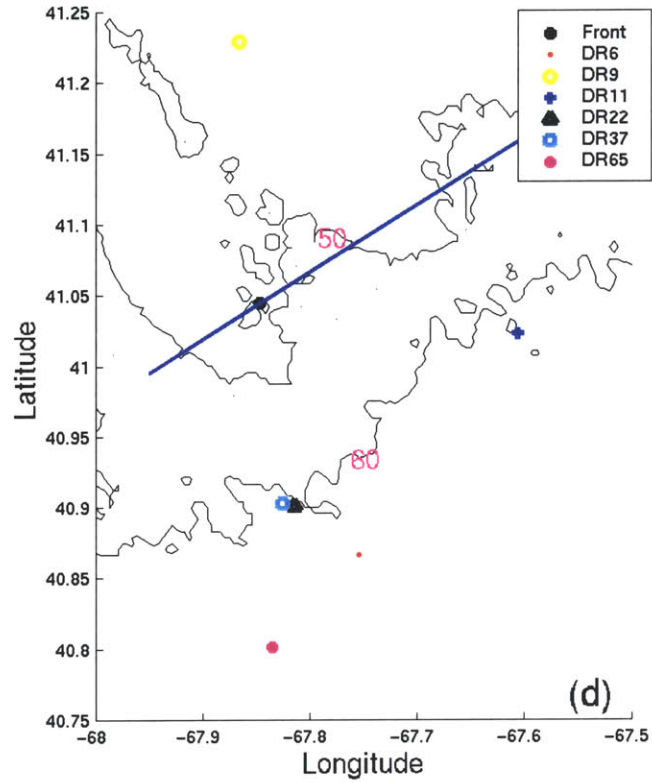 41.25
41.2
41.15
41.1
41.05
41
40.95
40.9
40.85
40.8
40.75
Latitude
Front
DR6
DR9
DR11
DR22
DR37
DR65
50
60
(d)
−68
−67.9
−67.8
−67.7
−67.6
−67.5
Longitude